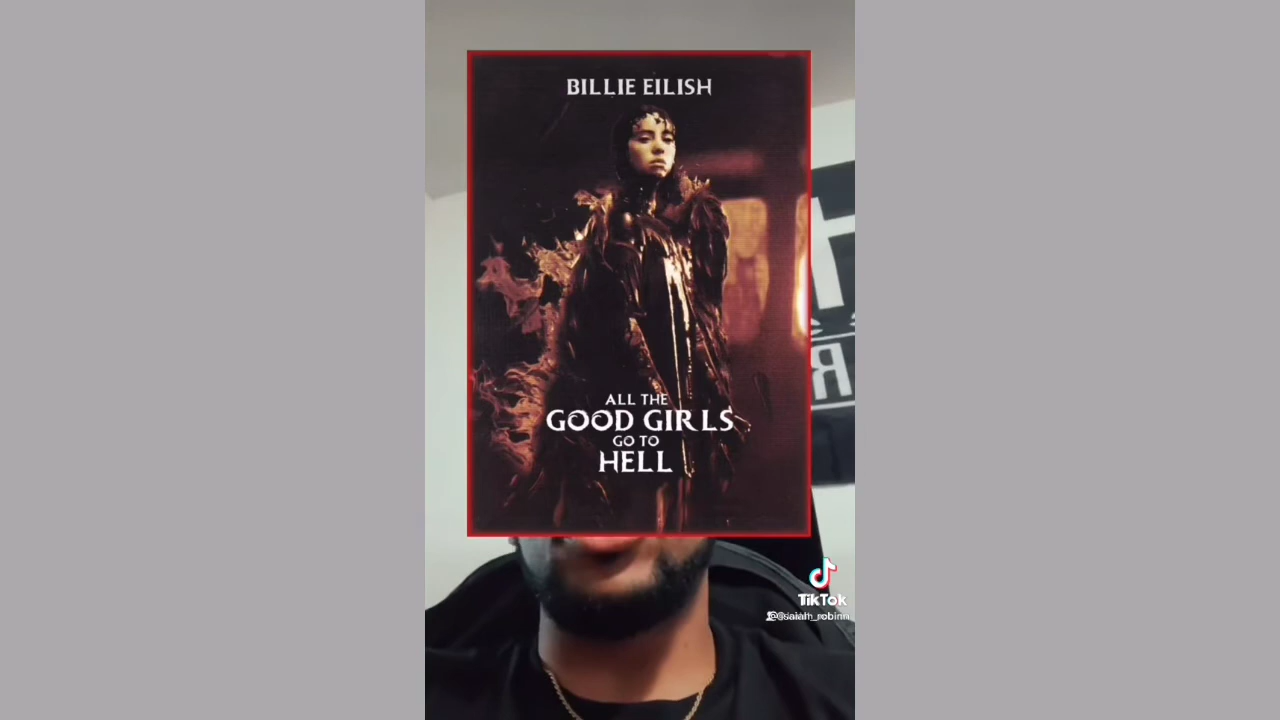 BILLIE EILISH
ALL THE
GOOD GIRLS
GO TO
HELL
TikTok